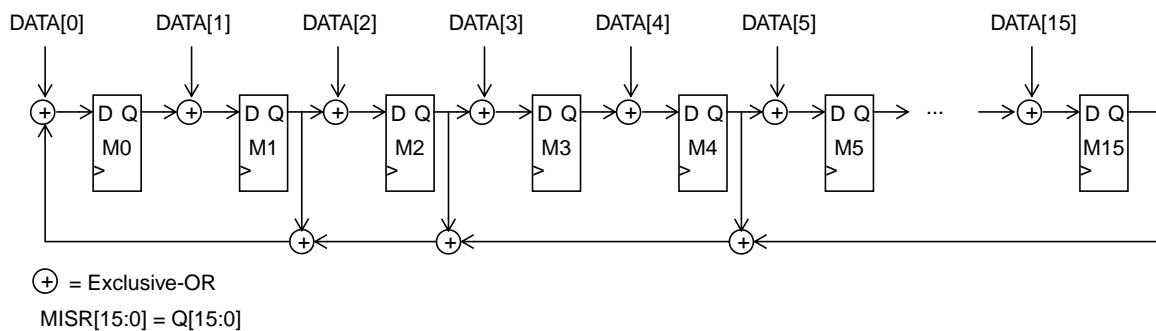 DATA[0] DATA[1] DATA[2] DATA[3] DATA[4] DATA[5] DATA[15]
+ + + + + + +
D Q D Q D Q D Q D Q D Q ... D Q
M0 M1 M2 M3 M4 M5 M15
> > > > > > >
+ + +
+ = Exclusive-OR
MISR[15:0] = Q[15:0]